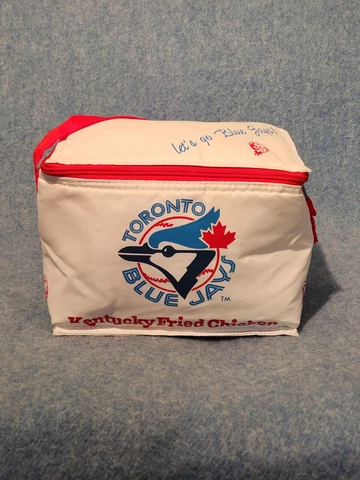 Let's go Blue Jays!
TORONTO
BLUE JAYS TM
Kentucky Fried Chicken